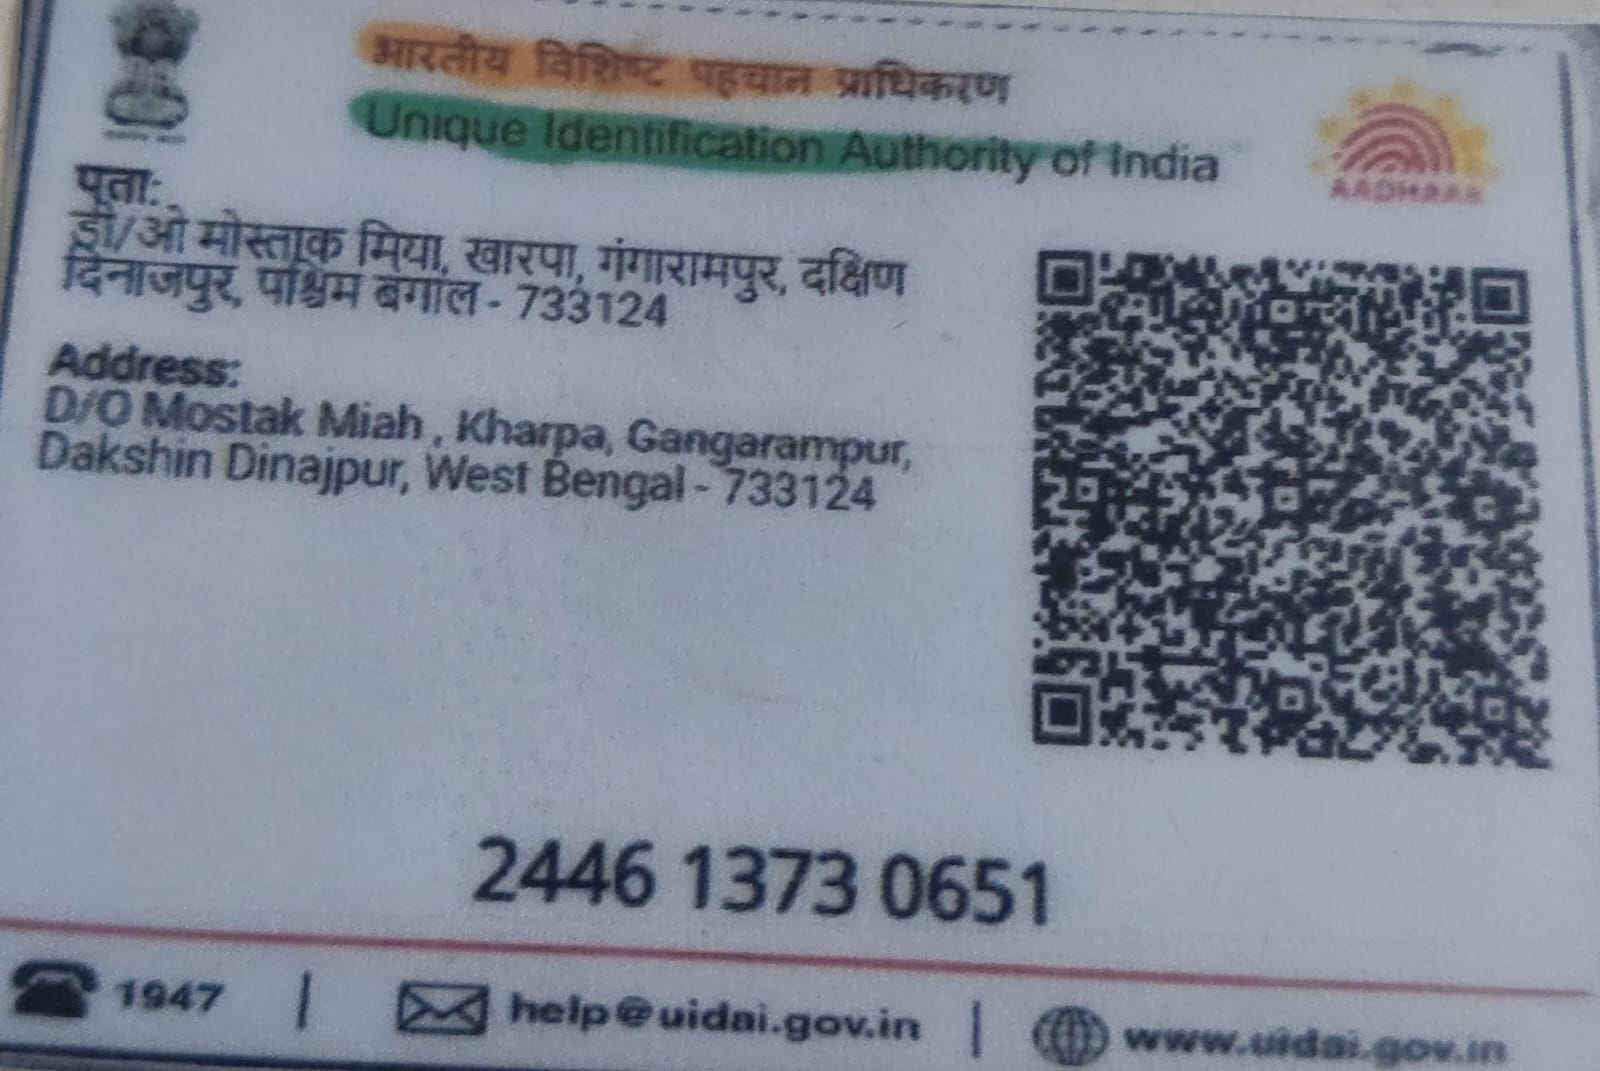 भारतीय विशिष्ट पहचान प्राधिकरण
Unique Identification Authority of India
AADHAAR
पता:
डी/ओ मोस्ताक मिया, खारपा, गंगारामपुर, दक्षिण
दिनाजपुर, पश्चिम बंगाल - 733124
Address:
D/O Mostak Miah , Kharpa, Gangarampur,
Dakshin Dinajpur, West Bengal - 733124
2446 1373 0651
1947 | help@uidai.gov.in | www.uidai.gov.in